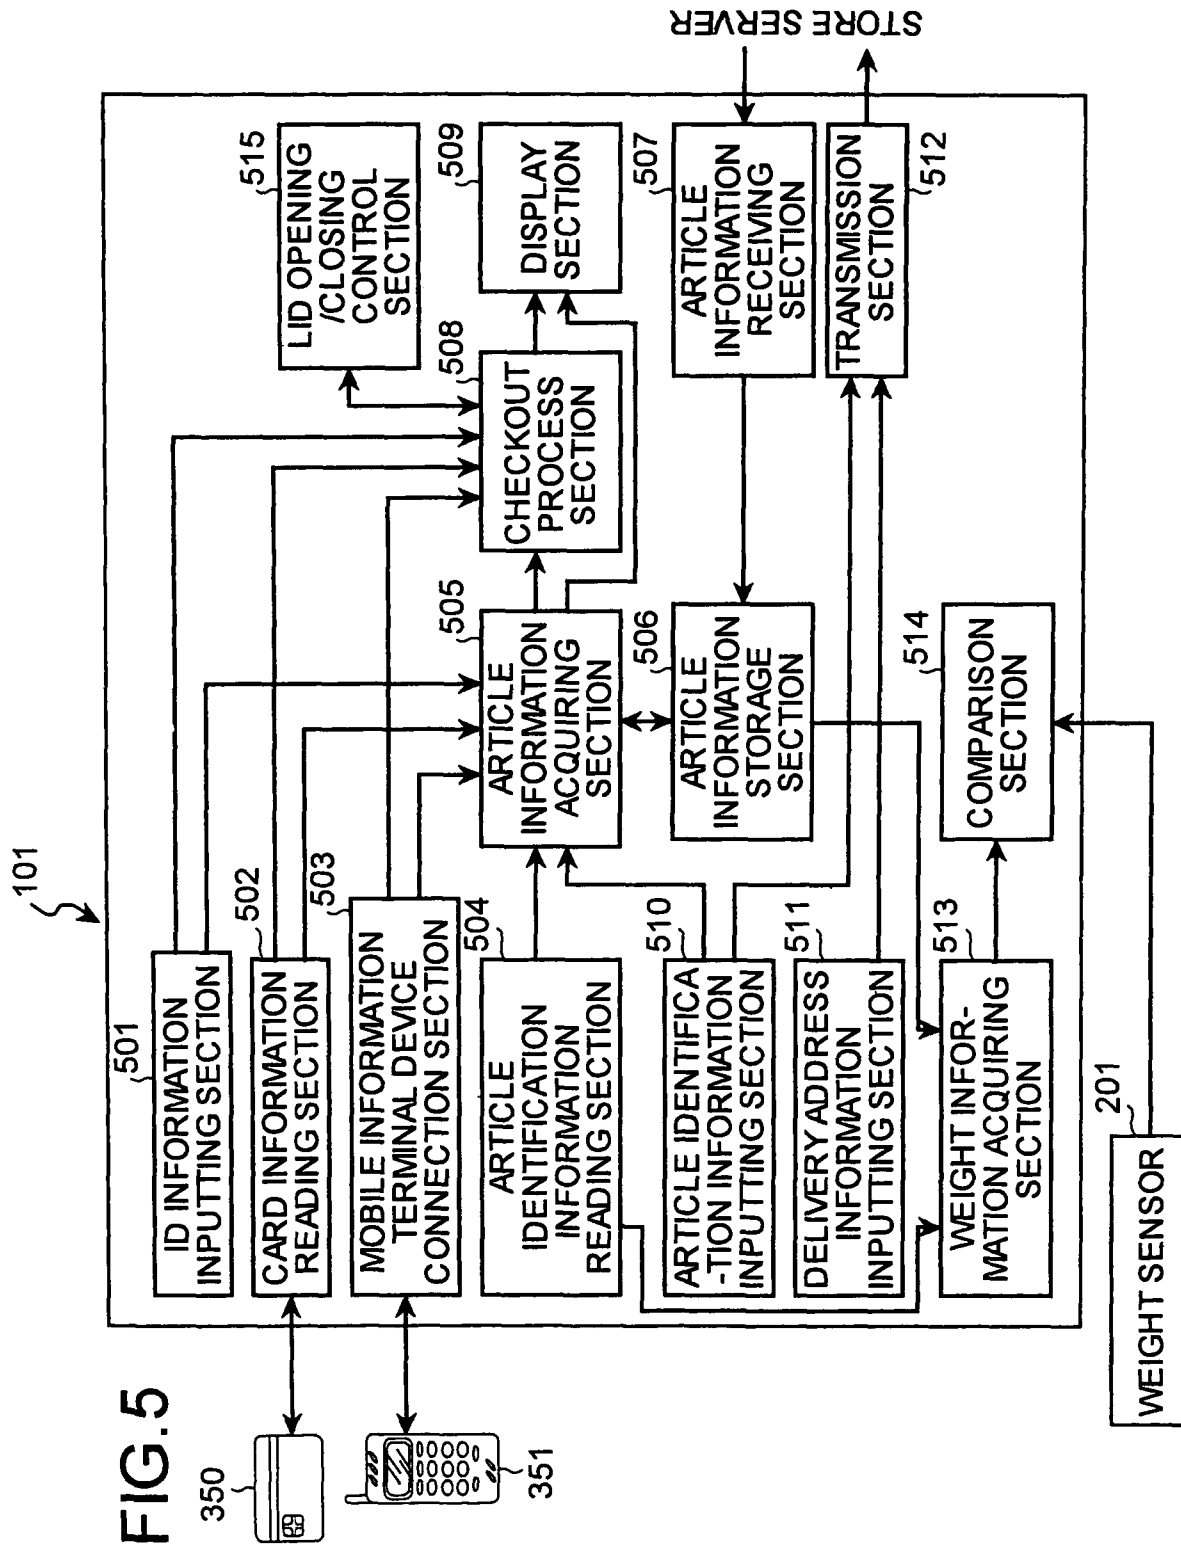 FIG.5
101
350
351
501
ID INFORMATION
INPUTTING SECTION
502
CARD INFORMATION
READING SECTION
503
MOBILE INFORMATION
TERMINAL DEVICE
CONNECTION SECTION
504
ARTICLE
IDENTIFICATION
INFORMATION
READING SECTION
510
ARTICLE IDENTIFICA
-TION INFORMATION
INPUTTING SECTION
511
DELIVERY ADDRESS
INFORMATION
INPUTTING SECTION
513
WEIGHT INFOR-
MATION ACQUIRING
SECTION
201
WEIGHT SENSOR
505
ARTICLE
INFORMATION
ACQUIRING
SECTION
506
ARTICLE
INFORMATION
STORAGE
SECTION
514
COMPARISON
SECTION
508
CHECKOUT
PROCESS
SECTION
515
LID OPENING
/CLOSING
CONTROL
SECTION
509
DISPLAY
SECTION
507
ARTICLE
INFORMATION
RECEIVING
SECTION
512
TRANSMISSION
SECTION
SERVER
STORE SERVER